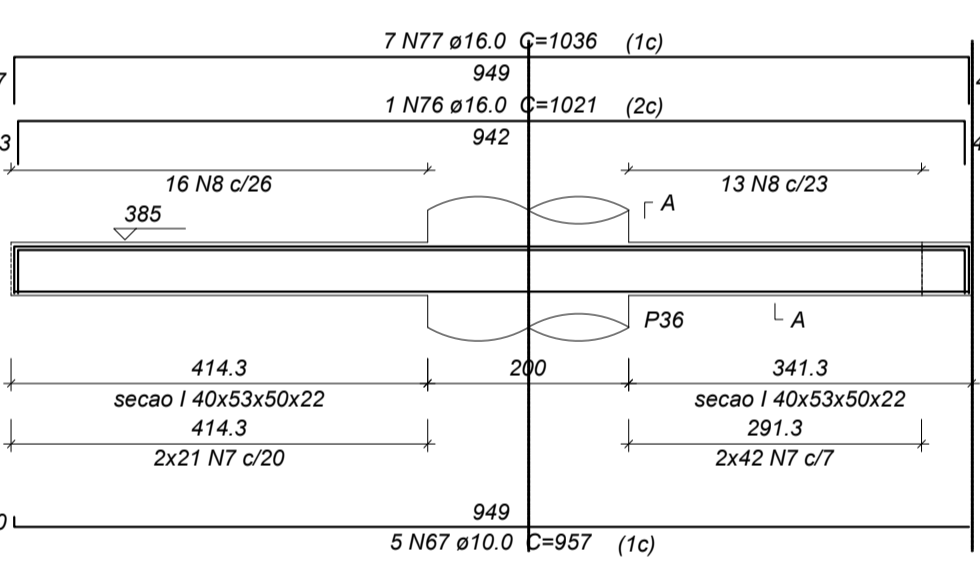 7 N77 ø16.0 C=1036 (1c)
949
1 N76 ø16.0 C=1021 (2c)
942
16 N8 c/26
13 N8 c/23
385
A
P36
A
414.3
200
341.3
secao I 40x53x50x22
secao I 40x53x50x22
414.3
291.3
2x21 N7 c/20
2x42 N7 c/7
949
5 N67 ø10.0 C=957 (1c)